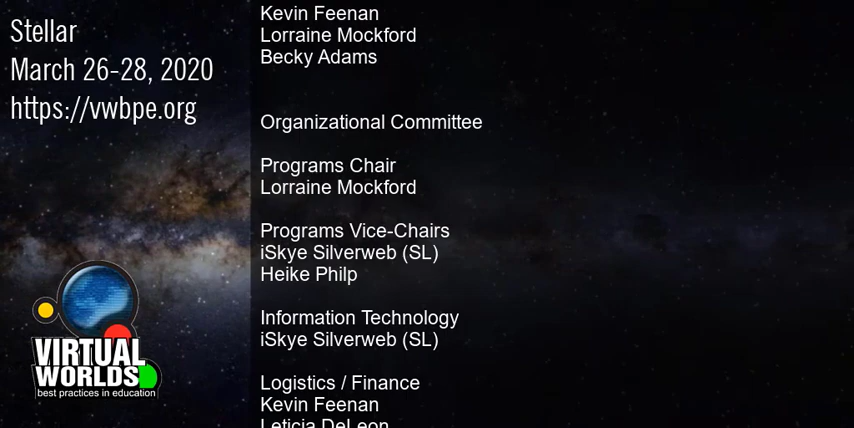 Stellar
March 26-28, 2020
https://vwbpe.org
VIRTUAL
WORLDS
best practices in education
Kevin Feenan
Lorraine Mockford
Becky Adams
Organizational Committee
Programs Chair
Lorraine Mockford
Programs Vice-Chairs
iSkye Silverweb (SL)
Heike Philp
Information Technology
iSkye Silverweb (SL)
Logistics / Finance
Kevin Feenan
Leticia DeLeon